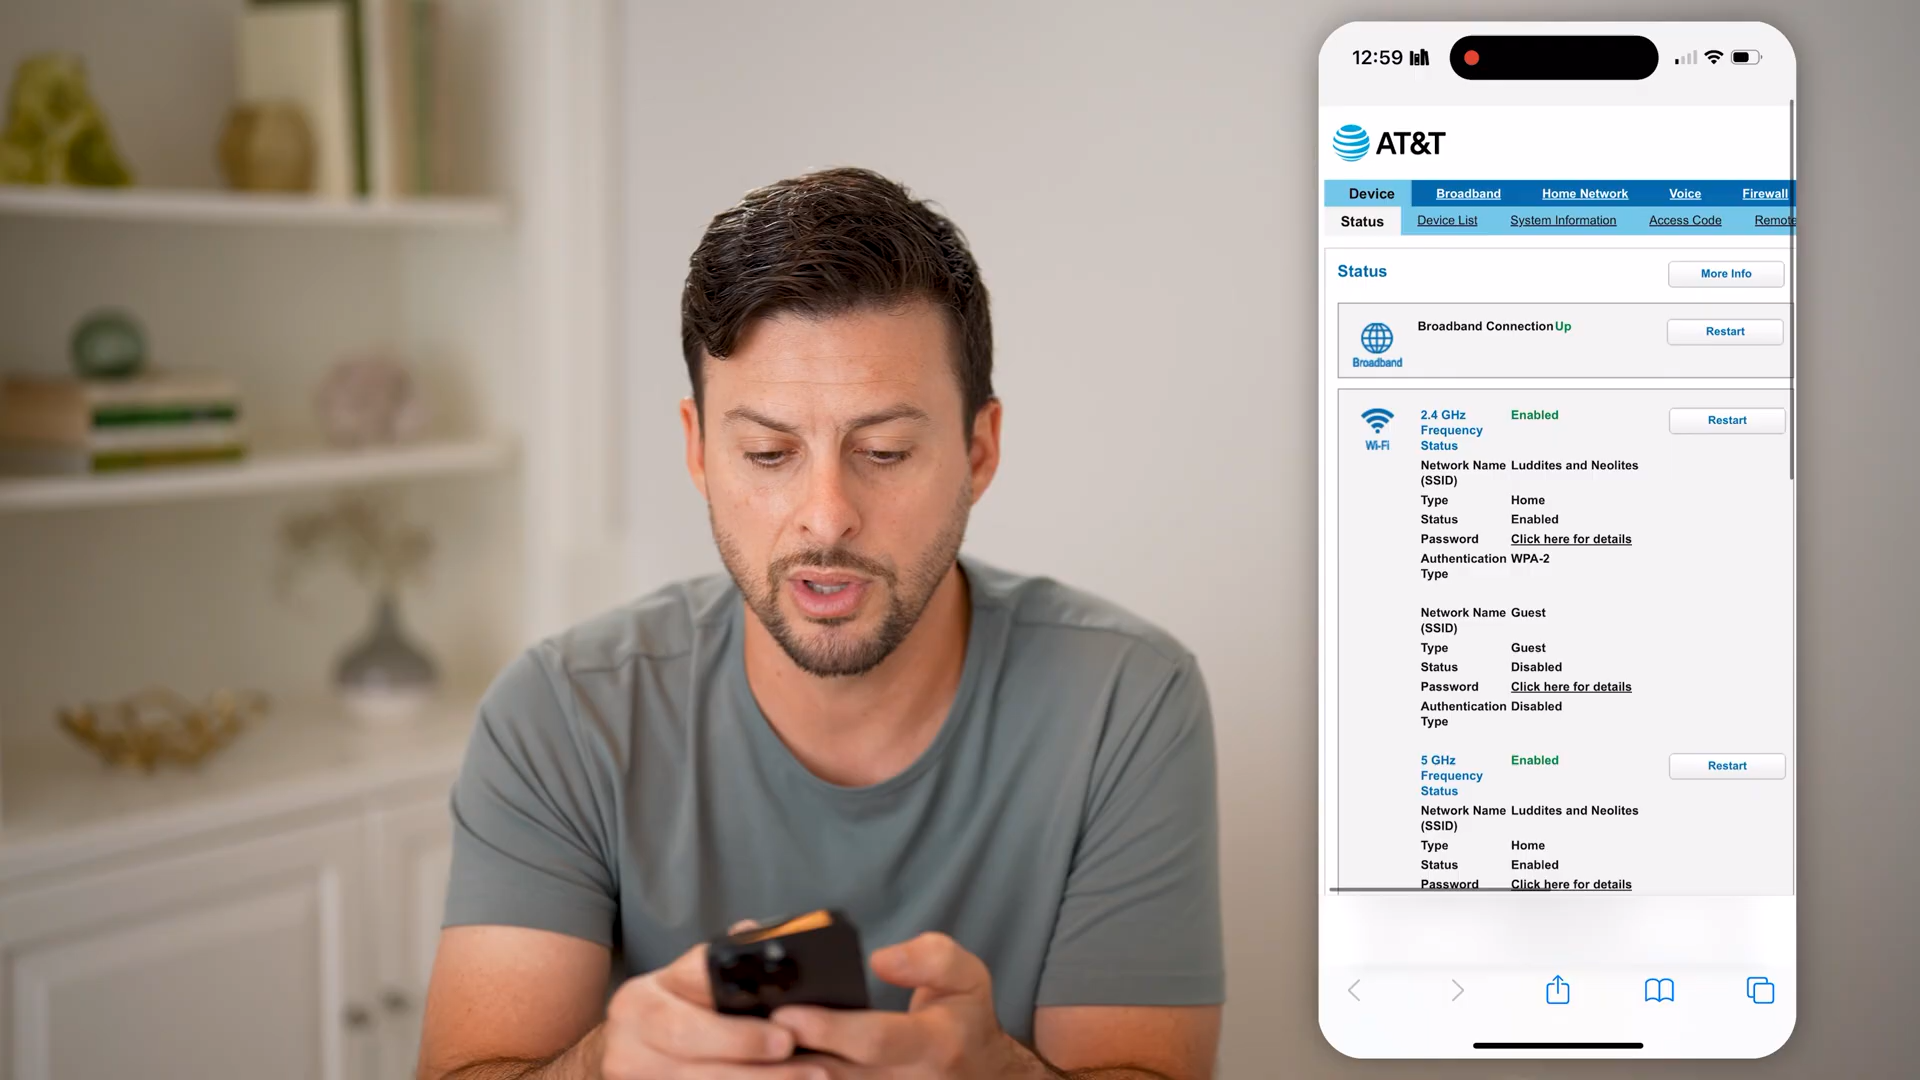 12:59
AT&T
Device Broadband Home Network Voice Firewall
Status Device List System Information Access Code Remote
Status More Info
Broadband Connection Up Restart
Broadband
2.4 GHz Frequency Status Enabled Restart
Wi-Fi
Network Name (SSID) Luddites and Neolites
Type Home
Status Enabled
Password Click here for details
Authentication Type WPA-2
Network Name (SSID) Guest
Type Guest
Status Disabled
Password Click here for details
Authentication Type Disabled
5 GHz Frequency Status Enabled Restart
Network Name (SSID) Luddites and Neolites
Type Home
Status Enabled
Password Click here for details